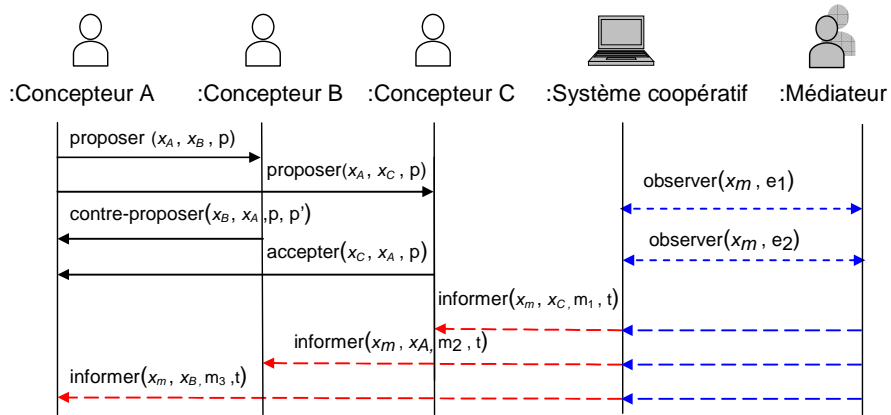 :Concepteur A :Concepteur B :Concepteur C :Système coopératif :Médiateur
proposer (xA, xB , p)
proposer(xA, xC , p)
observer(xm , e1)
contre-proposer(xB, xA ,p, p’)
observer(xm , e2)
accepter(xC, xA , p)
informer(xm, xC, m1 , t)
informer(xm, xA, m2 , t)
informer(xm, xB, m3 ,t)